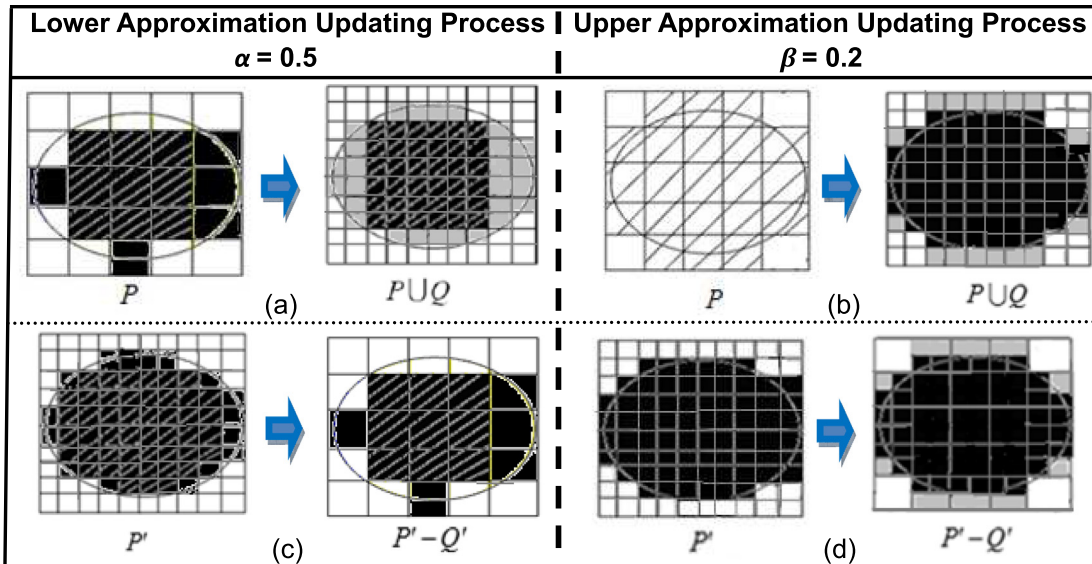 Lower Approximation Updating Process
α = 0.5
Upper Approximation Updating Process
β = 0.2
P
(a)
P ⋃ Q
P
(b)
P ⋃ Q
P'
(c)
P' − Q'
P'
(d)
P' − Q'